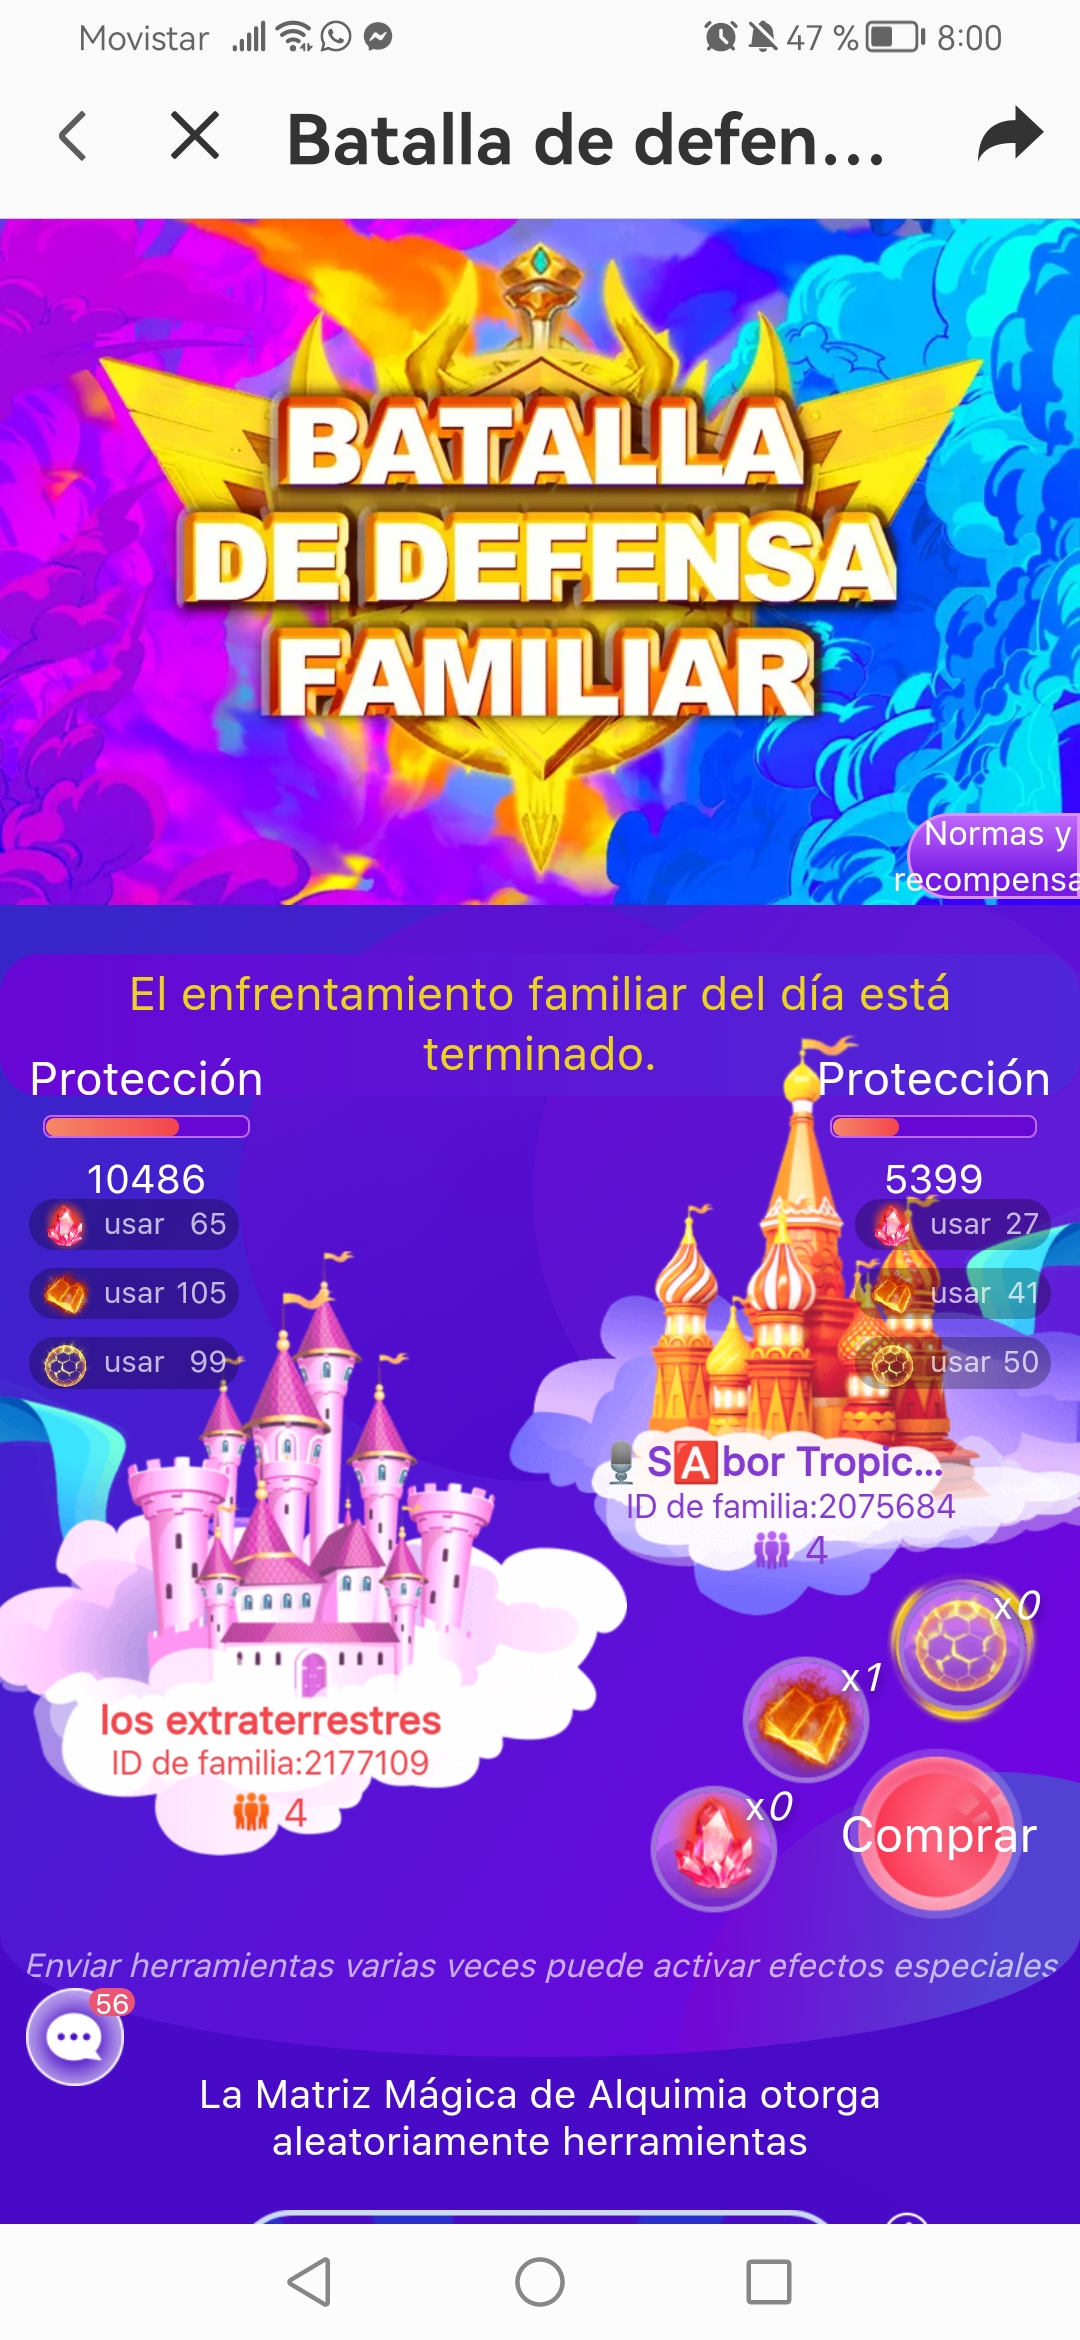 Movistar 47 % 8:00
Batalla de defen...
BATALLA
DE DEFENSA
FAMILIAR
Normas y
recompensa
El enfrentamiento familiar del día está
terminado.
Protección
10486
usar 65
usar 105
usar 99
Protección
5399
usar 27
usar 41
usar 50
🎙️S🅰️bor Tropic...
ID de familia:2075684
4
los extraterrestres
ID de familia:2177109
4
x0
x1
x0
Comprar
Enviar herramientas varias veces puede activar efectos especiales
56
La Matriz Mágica de Alquimia otorga
aleatoriamente herramientas